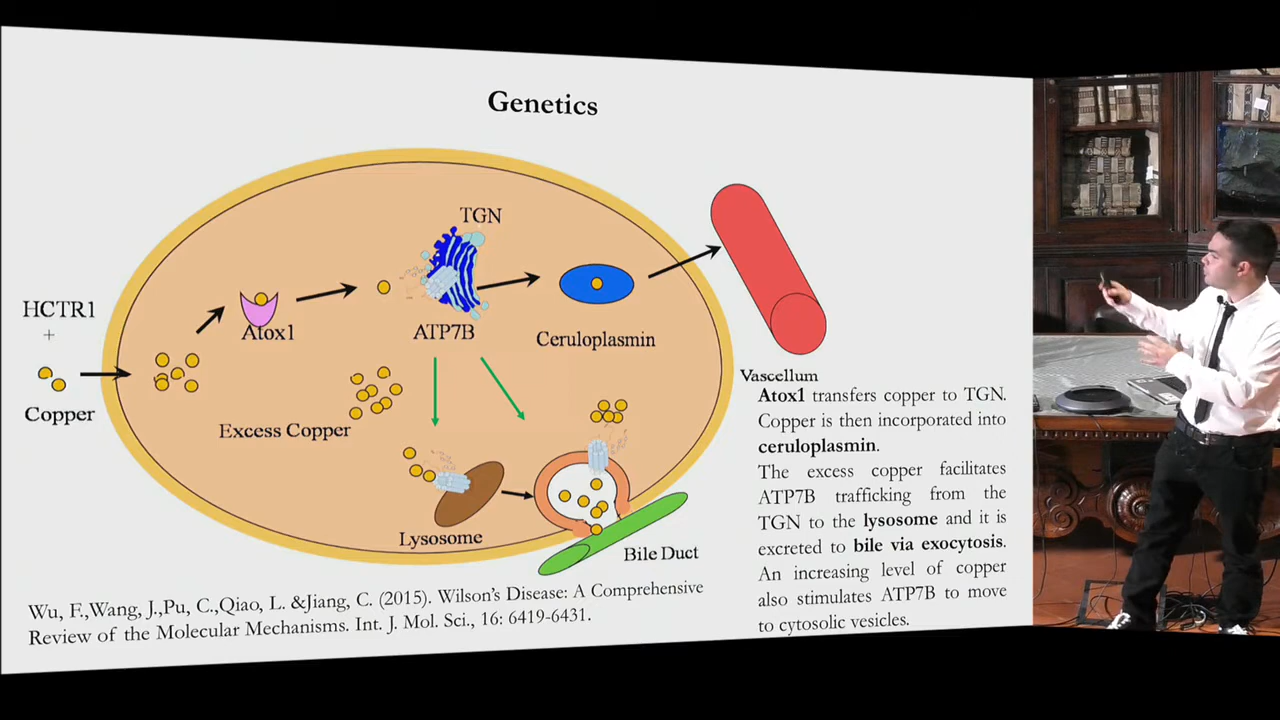 Genetics
TGN
HCTR1
+
Copper
Atox1
ATP7B
Ceruloplasmin
Excess Copper
Vascellum
Lysosome
Bile Duct
Atox1 transfers copper to TGN.
Copper is then incorporated into
ceruloplasmin.
The excess copper facilitates
ATP7B trafficking from the
TGN to the lysosome and it is
excreted to bile via exocytosis.
An increasing level of copper
also stimulates ATP7B to move
to cytosolic vesicles.
Wu, F.,Wang, J.,Pu, C.,Qiao, L. &Jiang, C. (2015). Wilson's Disease: A Comprehensive
Review of the Molecular Mechanisms. Int. J. Mol. Sci., 16: 6419-6431.